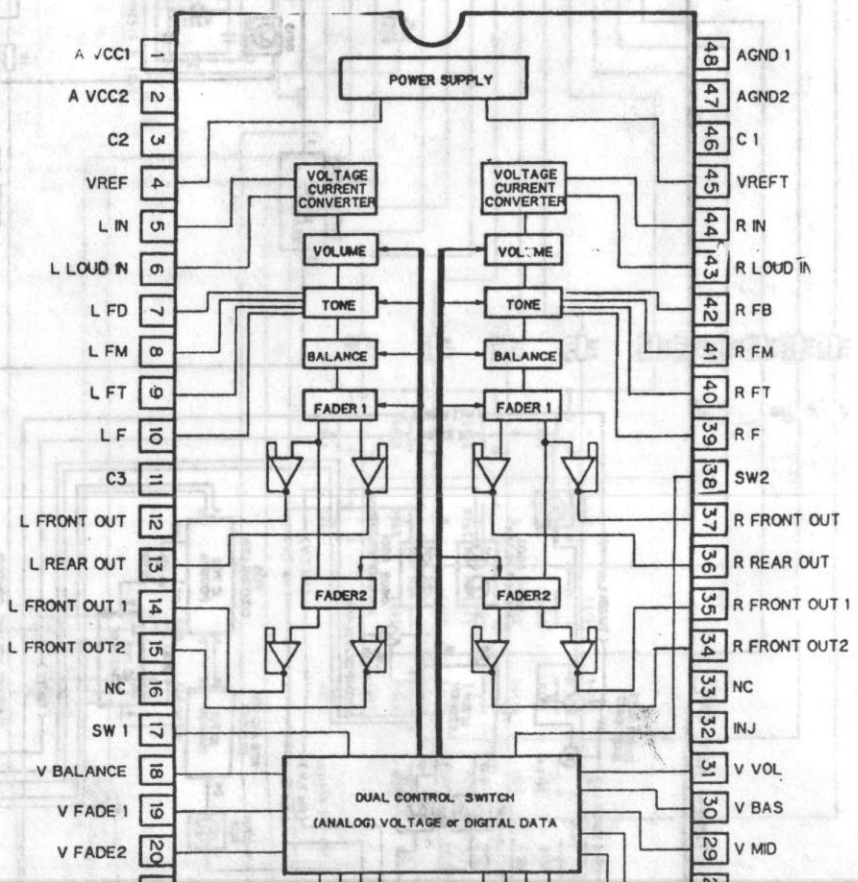 A VCC1 1
A VCC2 2
C2 3
VREF 4
L IN 5
L LOUD IN 6
L FD 7
L FM 8
L FT 9
L F 10
C3 11
L FRONT OUT 12
L REAR OUT 13
L FRONT OUT 1 14
L FRONT OUT2 15
NC 16
SW 1 17
V BALANCE 18
V FADE 1 19
V FADE2 20
POWER SUPPLY
VOLTAGE
CURRENT
CONVERTER
VOLUME
TONE
BALANCE
FADER 1
FADER2
VOLTAGE
CURRENT
CONVERTER
VOLUME
TONE
BALANCE
FADER 1
FADER2
DUAL CONTROL SWITCH
(ANALOG) VOLTAGE or DIGITAL DATA
48 AGND 1
47 AGND2
46 C 1
45 VREFT
44 R IN
43 R LOUD IN
42 R FB
41 R FM
40 R FT
39 R F
38 SW2
37 R FRONT OUT
36 R REAR OUT
35 R FRONT OUT 1
34 R FRONT OUT2
33 NC
32 INJ
31 V VOL
30 V BAS
29 V MID